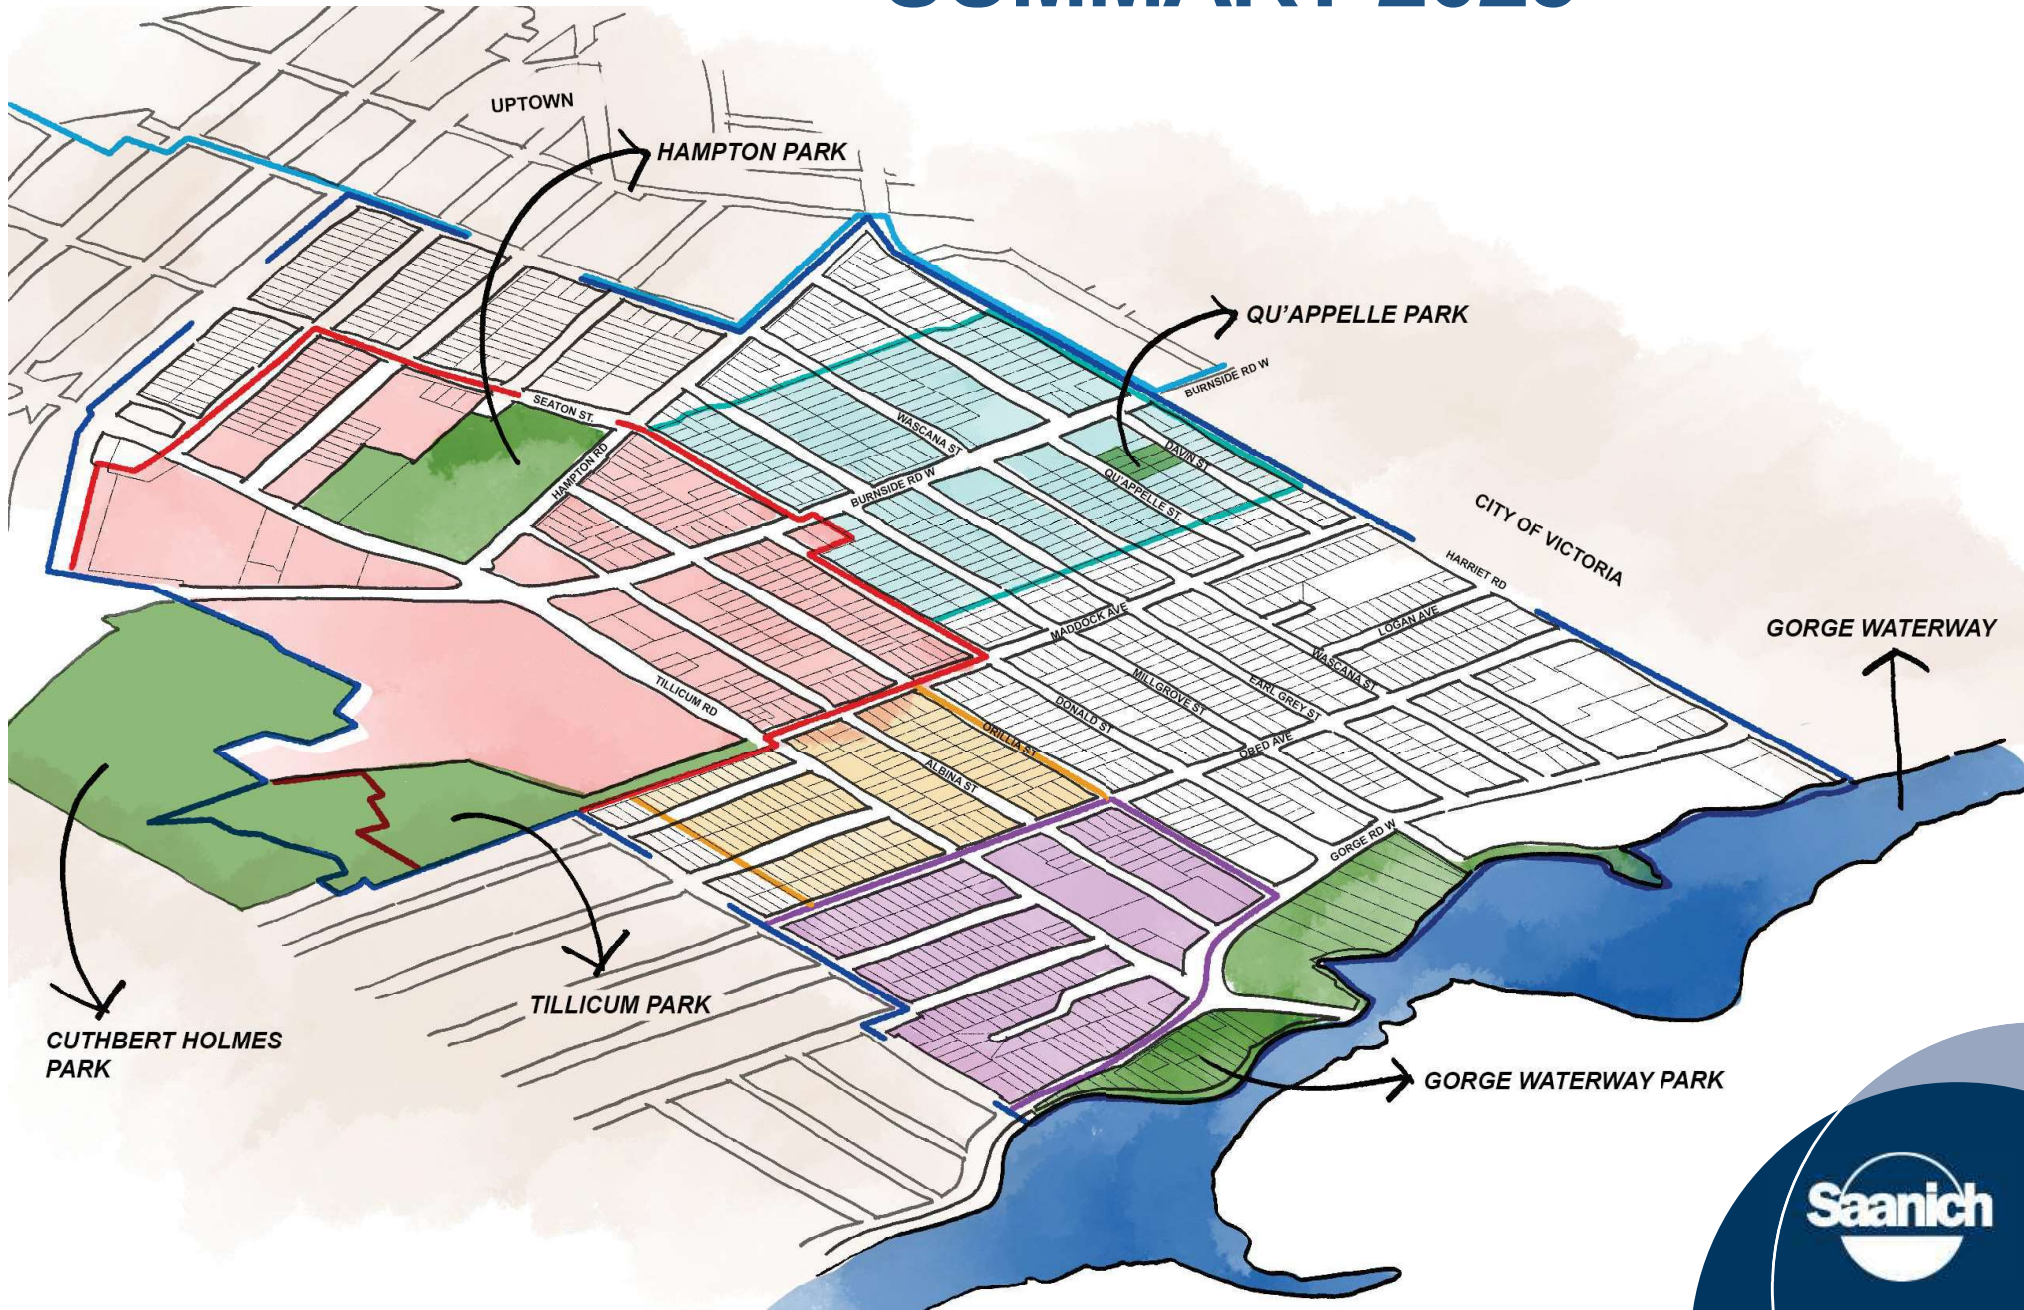 SUMMARY 2023
UPTOWN
HAMPTON PARK
QU'APPELLE PARK
BURNSIDE RD W
SEATON ST.
WASCANA ST
HAMPTON RD
DAVIN ST
BURNSIDE RD W
QU'APPELLE ST
CITY OF VICTORIA
HARRIET RD
MADDOCK AVE
LOGAN AVE
GORGE WATERWAY
WASCANA ST
TILLICUM RD
MILLGROVE ST
EARL GREY ST
DONALD ST
ORILLIA ST
OBED AVE
ALBINA ST
GORGE RD W
TILLICUM PARK
CUTHBERT HOLMES
PARK
GORGE WATERWAY PARK
Saanich